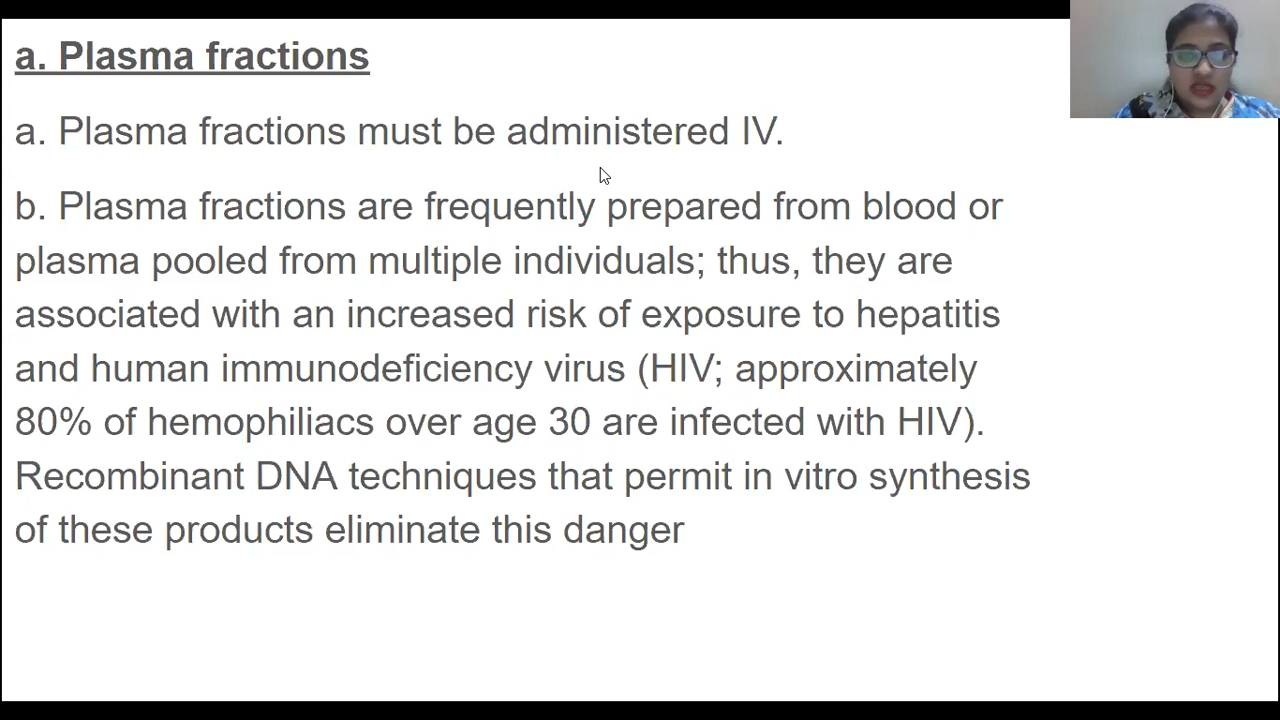 a. Plasma fractions
a. Plasma fractions must be administered IV.
b. Plasma fractions are frequently prepared from blood or
plasma pooled from multiple individuals; thus, they are
associated with an increased risk of exposure to hepatitis
and human immunodeficiency virus (HIV; approximately
80% of hemophiliacs over age 30 are infected with HIV).
Recombinant DNA techniques that permit in vitro synthesis
of these products eliminate this danger